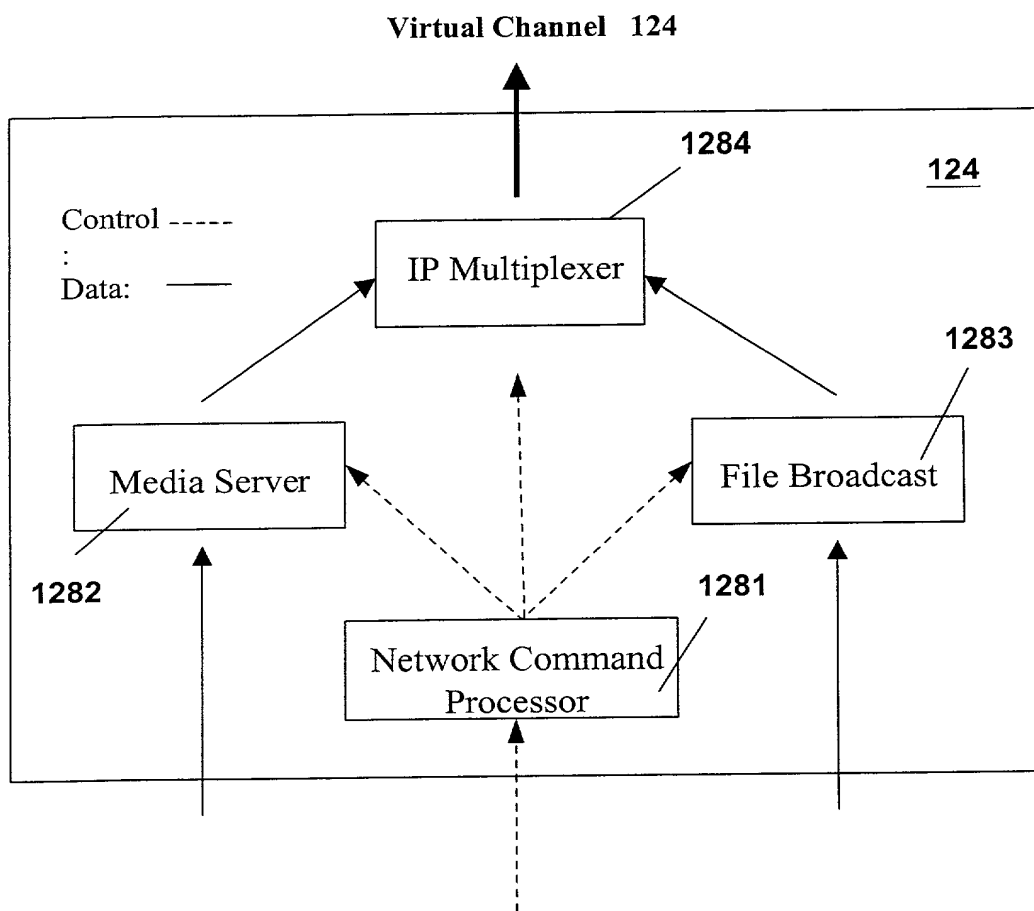 Virtual Channel 124
1284
124
Control -----
:
Data: ——
IP Multiplexer
1283
Media Server
File Broadcast
1282
1281
Network Command
Processor